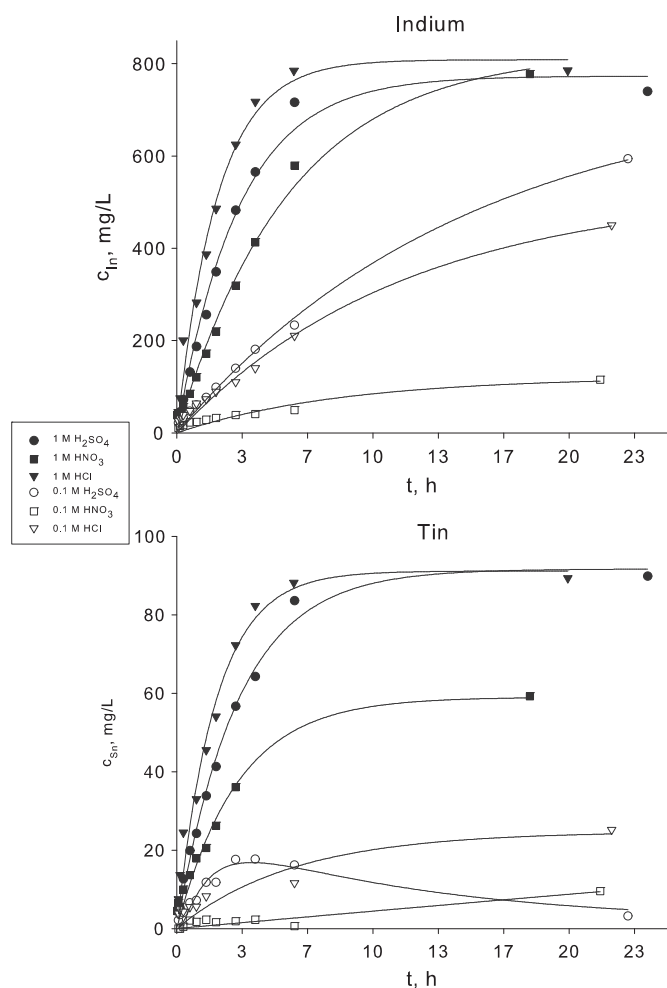 Indium
800
600
400
200
0
c_In, mg/L
0 3 7 10 13 17 20 23
t, h
1 M H₂SO₄
1 M HNO₃
1 M HCl
0.1 M H₂SO₄
0.1 M HNO₃
0.1 M HCl
Tin
100
80
60
40
20
0
c_Sn, mg/L
0 3 7 10 13 17 20 23
t, h